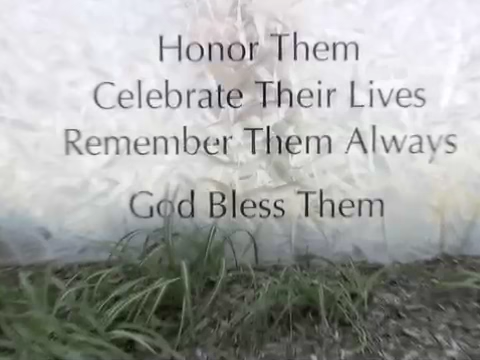 Honor Them
Celebrate Their Lives
Remember Them Always
God Bless Them